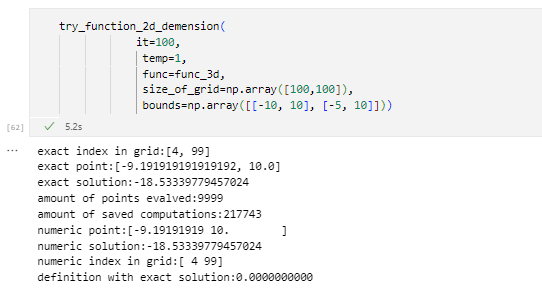 try_function_2d_demension(
it=100,
temp=1,
func=func_3d,
size_of_grid=np.array([100,100]),
bounds=np.array([[-10, 10], [-5, 10]]))
[62] ✓ 5.2s
... exact index in grid:[4, 99]
exact point:[-9.191919191919192, 10.0]
exact solution:-18.53339779457024
amount of points evalved:9999
amount of saved computations:217743
numeric point:[-9.19191919 10.        ]
numeric solution:-18.53339779457024
numeric index in grid:[ 4 99]
definition with exact solution:0.0000000000